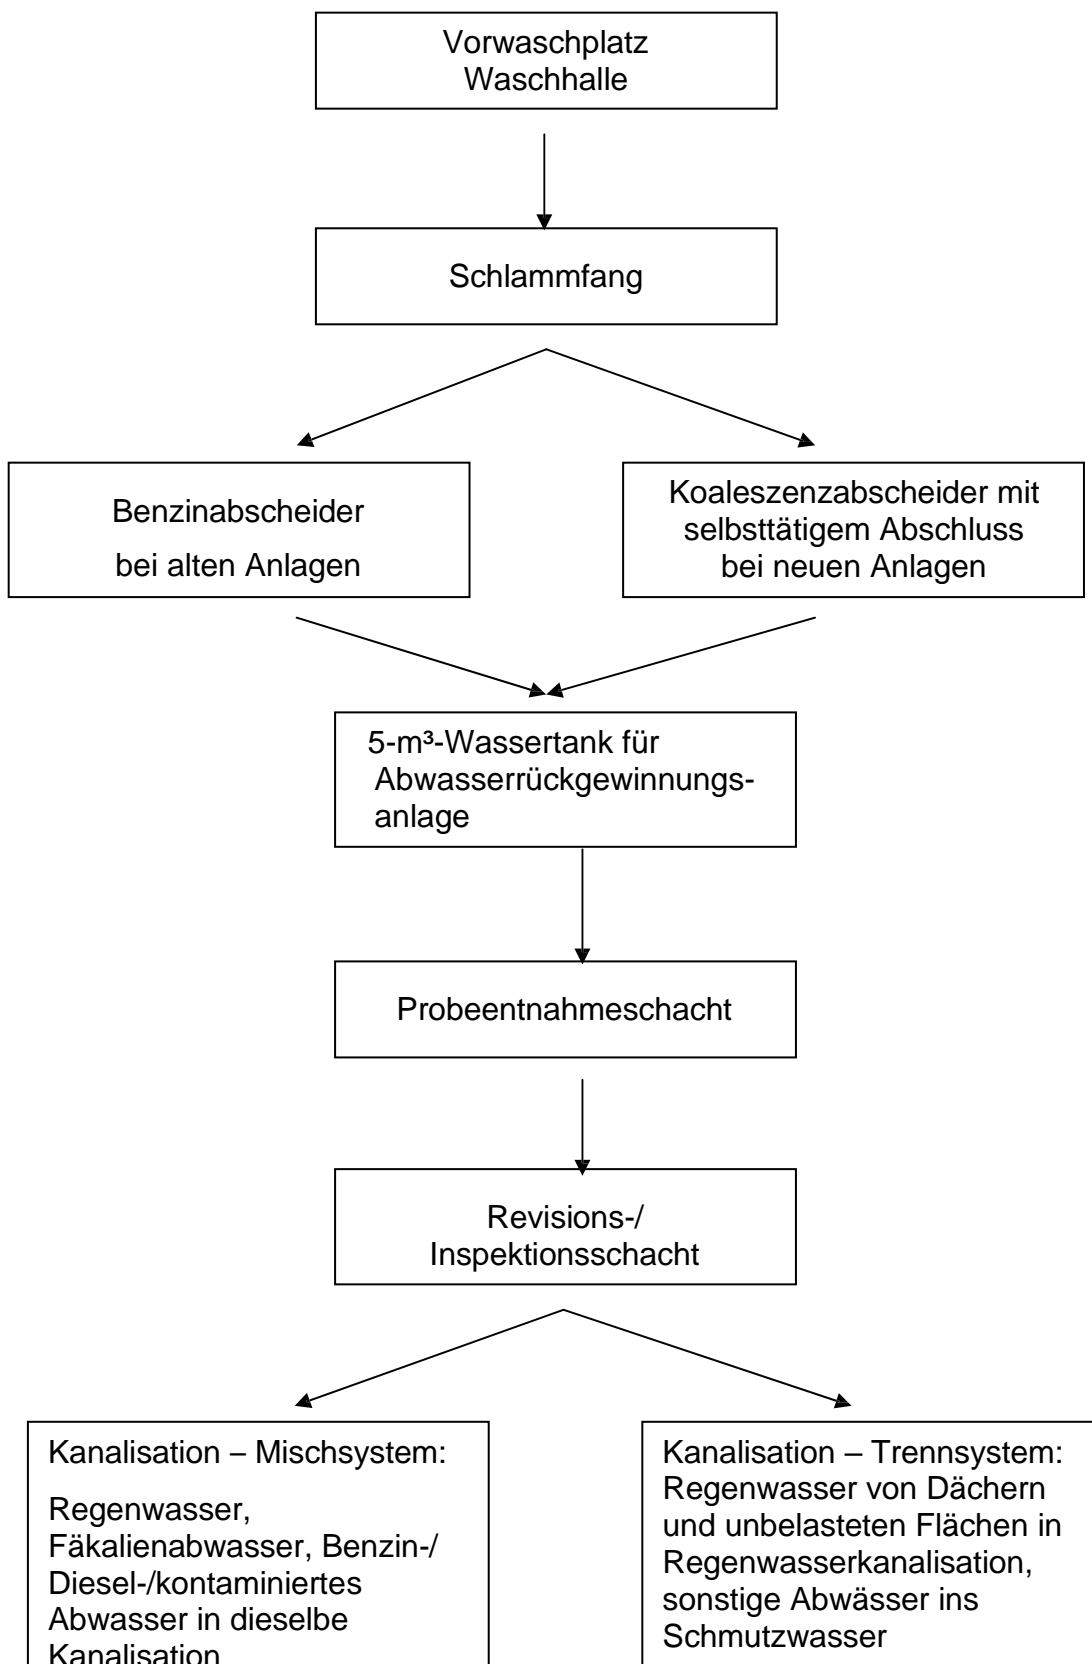 Vorwaschplatz
Waschhalle
Schlammfang
Benzinabscheider
bei alten Anlagen
Koaleszenzabscheider mit
selbsttätigem Abschluss
bei neuen Anlagen
5-m³-Wassertank für
Abwasserrückgewinnungs-
anlage
Probeentnahmeschacht
Revisions-/
Inspektionsschacht
Kanalisation – Mischsystem:
Regenwasser,
Fäkalienabwasser, Benzin-/
Diesel-/kontaminiertes
Abwasser in dieselbe
Kanalisation
Kanalisation – Trennsystem:
Regenwasser von Dächern
und unbelasteten Flächen in
Regenwasserkanalisation,
sonstige Abwässer ins
Schmutzwasser